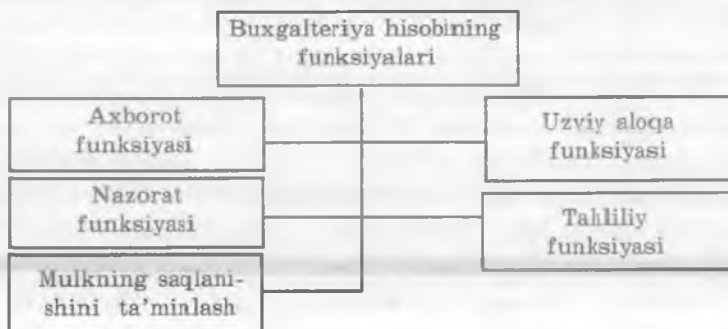 Buxgalteriya hisobining
funksiyalari
Axborot
funksiyasi
Uzviy aloqa
funksiyasi
Nazorat
funksiyasi
Tahliliy
funksiyasi
Mulkning saqlani-
shini ta’minlash